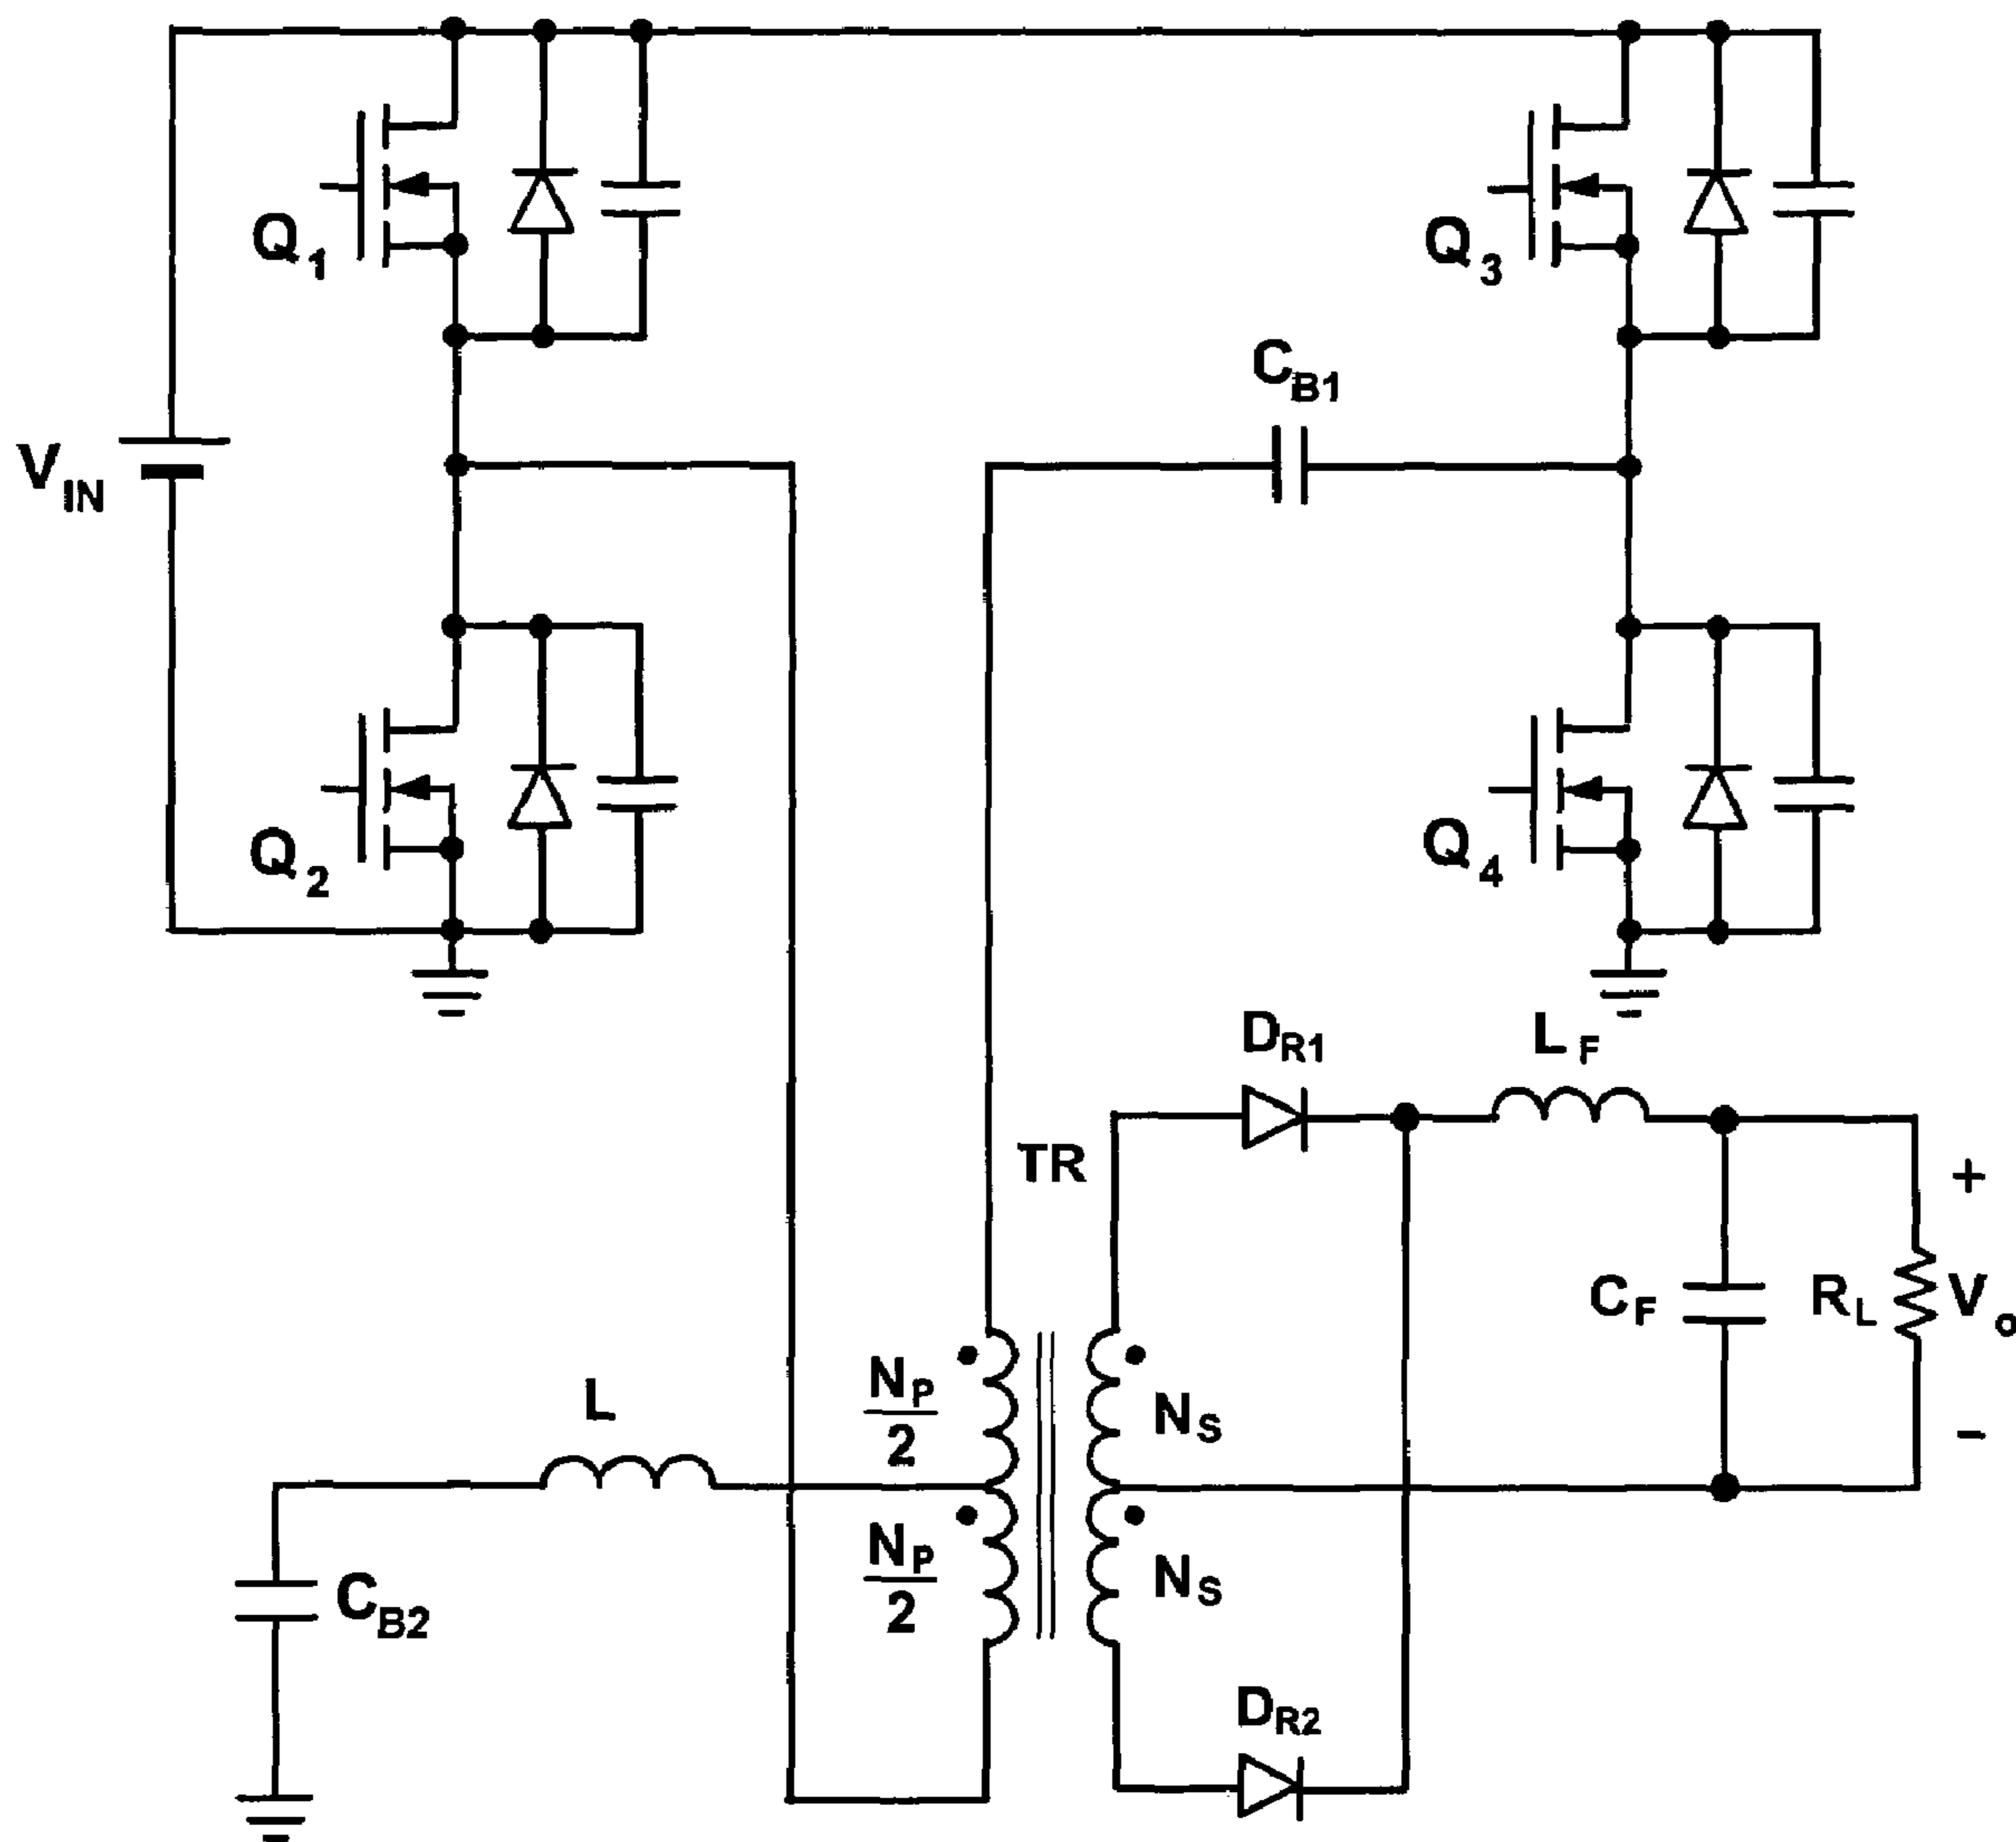 Q1
Q3
CB1
VIN
Q2
Q4
DR1
LF
TR
+
CF
RL
Vo
NP
2
L
NS
−
NP
2
NS
CB2
DR2